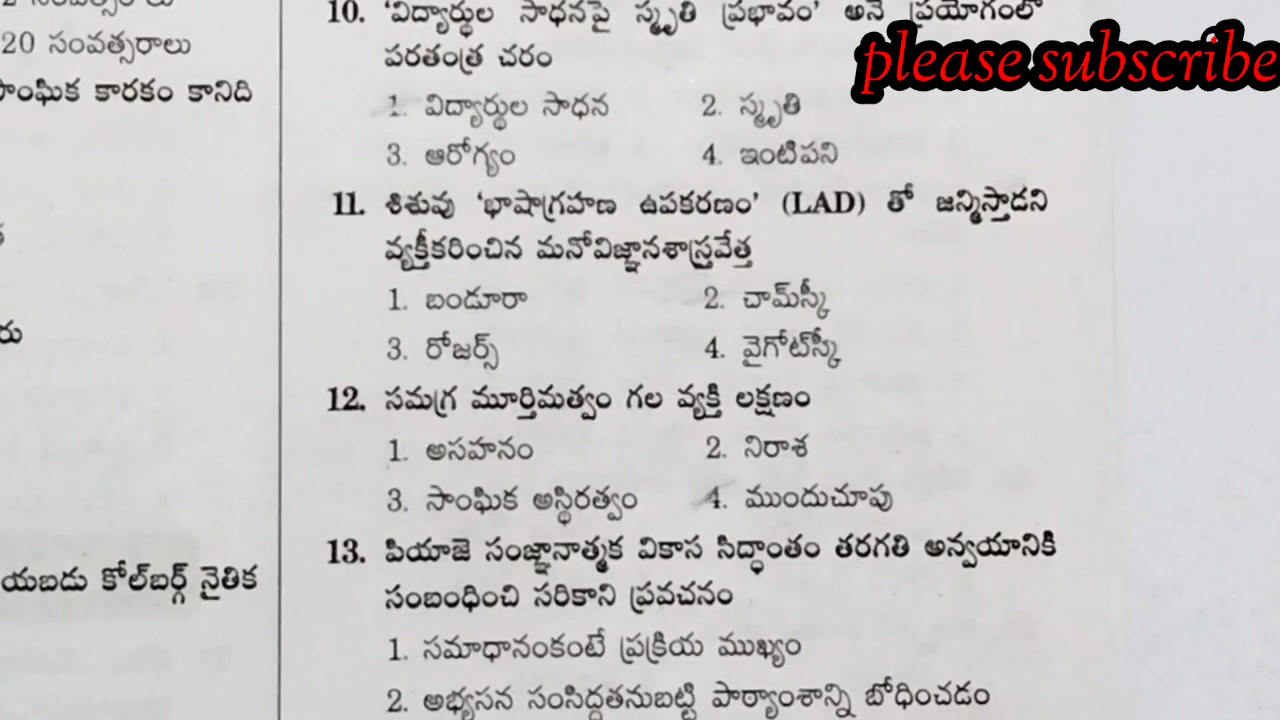 20 సంవత్సరాలు
కారకం కానిది
కోల్‌బర్గ్ నైతిక
10. 'విద్యార్థుల సాధనపై స్మృతి ప్రభావం' అనే ప్రయోగంలో
పరతంత్ర చరం
1. విద్యార్థుల సాధన 2. స్మృతి
3. ఆరోగ్యం 4. ఇంటిపని
11. శిశువు 'భాషాగ్రహణ ఉపకరణం' (LAD) తో జన్మిస్తాడని
వ్యక్తీకరించిన మనోవిజ్ఞానశాస్త్రవేత్త
1. బండూరా 2. చామ్‌స్కీ
3. రోజర్స్ 4. వైగోట్‌స్కీ
12. సమగ్ర మూర్తిమత్వం గల వ్యక్తి లక్షణం
1. అసహనం 2. నిరాశ
3. సాంఘిక అస్థిరత్వం 4. ముందుచూపు
13. పియాజె సంజ్ఞానాత్మక వికాస సిద్ధాంతం తరగతి అన్వయానికి
సంబంధించి సరికాని ప్రవచనం
1. సమాధానంకంటే ప్రక్రియ ముఖ్యం
2. అభ్యసన సంసిద్ధతనుబట్టి పాఠ్యాంశాన్ని బోధించడం
please subscribe